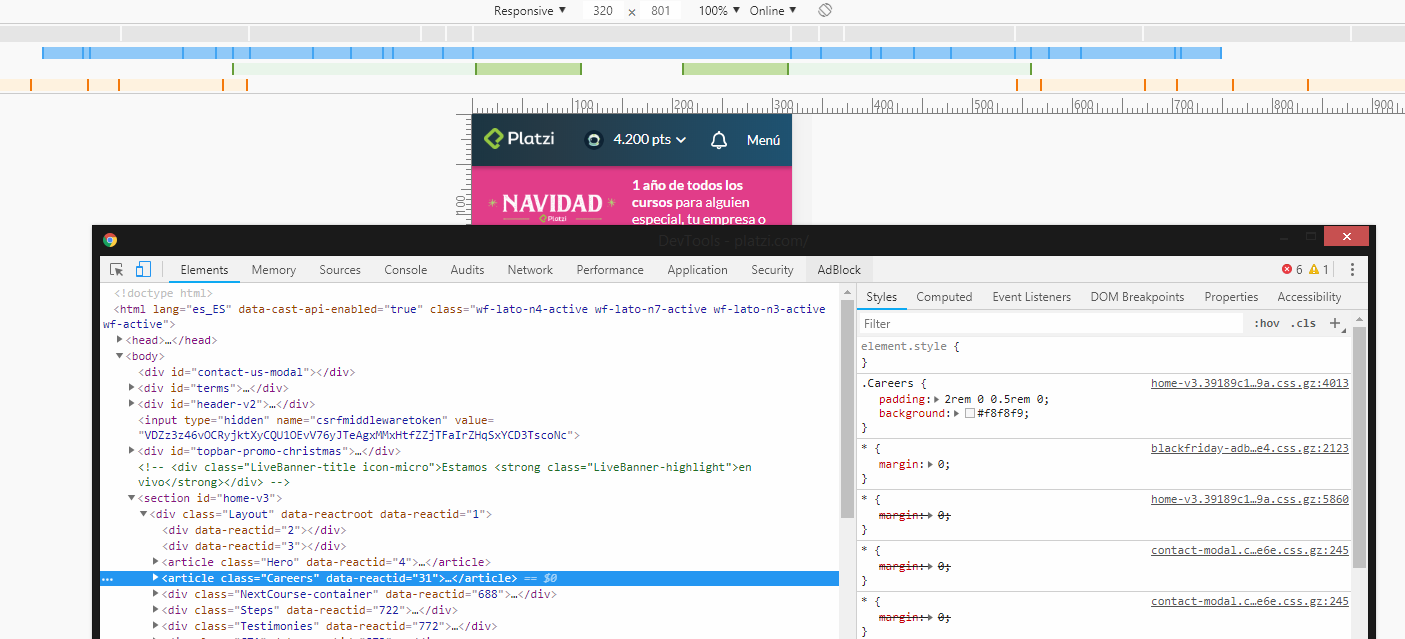 Responsive ▼ 320 × 801 100% ▼ Online ▼
100 200 300 400 500 600 700 800 900
Platzi 4.200 pts Menú
100
NAVIDAD
Platzi
1 año de todos los
cursos para alguien
especial, tu empresa o
DevTools - platzi.com/
Elements Memory Sources Console Audits Network Performance Application Security AdBlock 6 1
<!doctype html>
<html lang="es_ES" data-cast-api-enabled="true" class="wf-lato-n4-active wf-lato-n7-active wf-lato-n3-active
wf-active">
▶<head>…</head>
▼<body>
<div id="contact-us-modal"></div>
▶<div id="terms">…</div>
▶<div id="header-v2">…</div>
<input type="hidden" name="csrfmiddlewaretoken" value=
"VDZz3z46vOCRyjktXyCQU1OEvV76yJTeAgxMMxHtfZZjTFaIrZHqSxYCD3TscoNc">
▶<div id="topbar-promo-christmas">…</div>
<!-- <div class="LiveBanner-title icon-micro">Estamos <strong class="LiveBanner-highlight">en
vivo</strong></div> -->
▼<section id="home-v3">
▼<div class="Layout" data-reactroot data-reactid="1">
<div data-reactid="2"></div>
<div data-reactid="3"></div>
▶<article class="Hero" data-reactid="4">…</article>
… ▶<article class="Careers" data-reactid="31">…</article> == $0
▶<div class="NextCourse-container" data-reactid="688">…</div>
▶<div class="Steps" data-reactid="722">…</div>
▶<div class="Testimonies" data-reactid="772">…</div>
Styles Computed Event Listeners DOM Breakpoints Properties Accessibility
Filter :hov .cls +
element.style {
}
.Careers { home-v3.39189c1…9a.css.gz:4013
padding:▶ 2rem 0 0.5rem 0;
background:▶ #f8f8f9;
}
* { blackfriday-adb…e4.css.gz:2123
margin:▶ 0;
}
* { home-v3.39189c1…9a.css.gz:5860
margin:▶ 0;
}
* { contact-modal.c…e6e.css.gz:245
margin:▶ 0;
}
* { contact-modal.c…e6e.css.gz:245
margin:▶ 0;
}